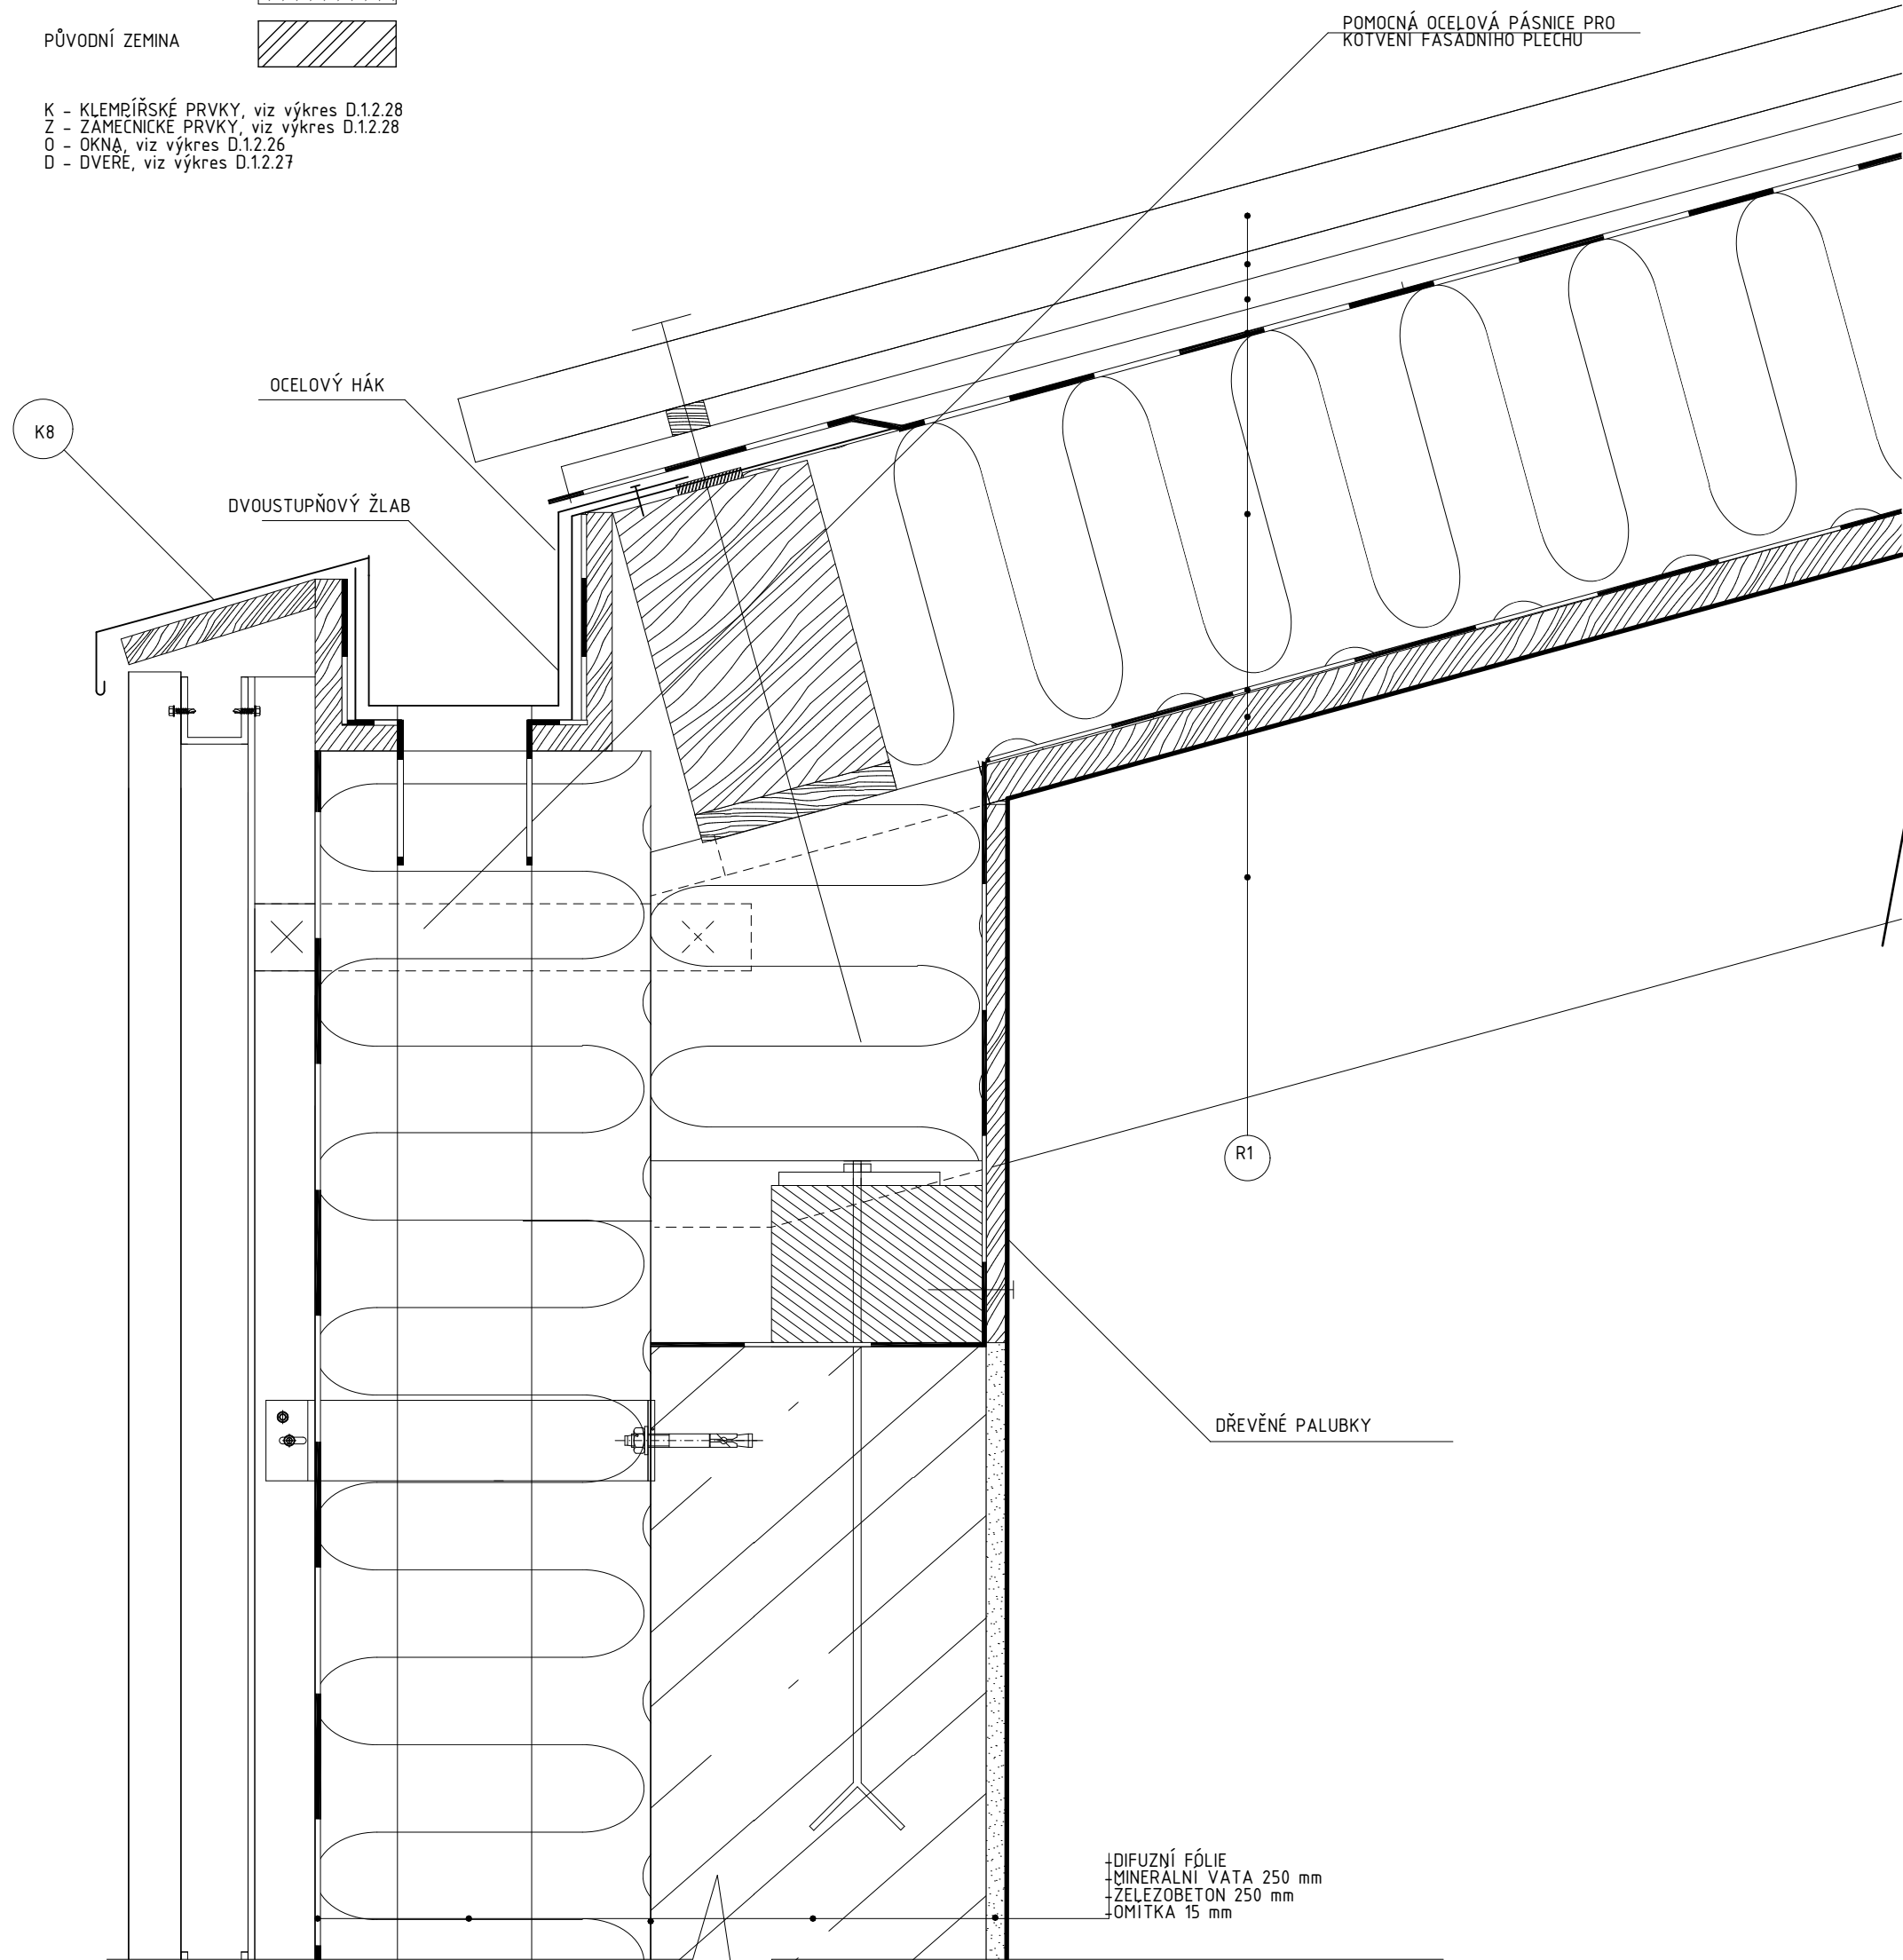 PŮVODNÍ ZEMINA
K - KLEMPÍŘSKÉ PRVKY, viz výkres D.1.2.28
Z - ZÁMEČNICKÉ PRVKY, viz výkres D.1.2.28
O - OKNA, viz výkres D.1.2.26
D - DVEŘE, viz výkres D.1.2.27
POMOCNÁ OCELOVÁ PÁSNICE PRO
KOTVENÍ FASÁDNÍHO PLECHU
OCELOVÝ HÁK
K8
DVOUSTUPŇOVÝ ŽLAB
R1
DŘEVĚNÉ PALUBKY
-DIFUZNÍ FÓLIE
-MINERÁLNÍ VATA 250 mm
-ŽELEZOBETON 250 mm
-OMÍTKA 15 mm